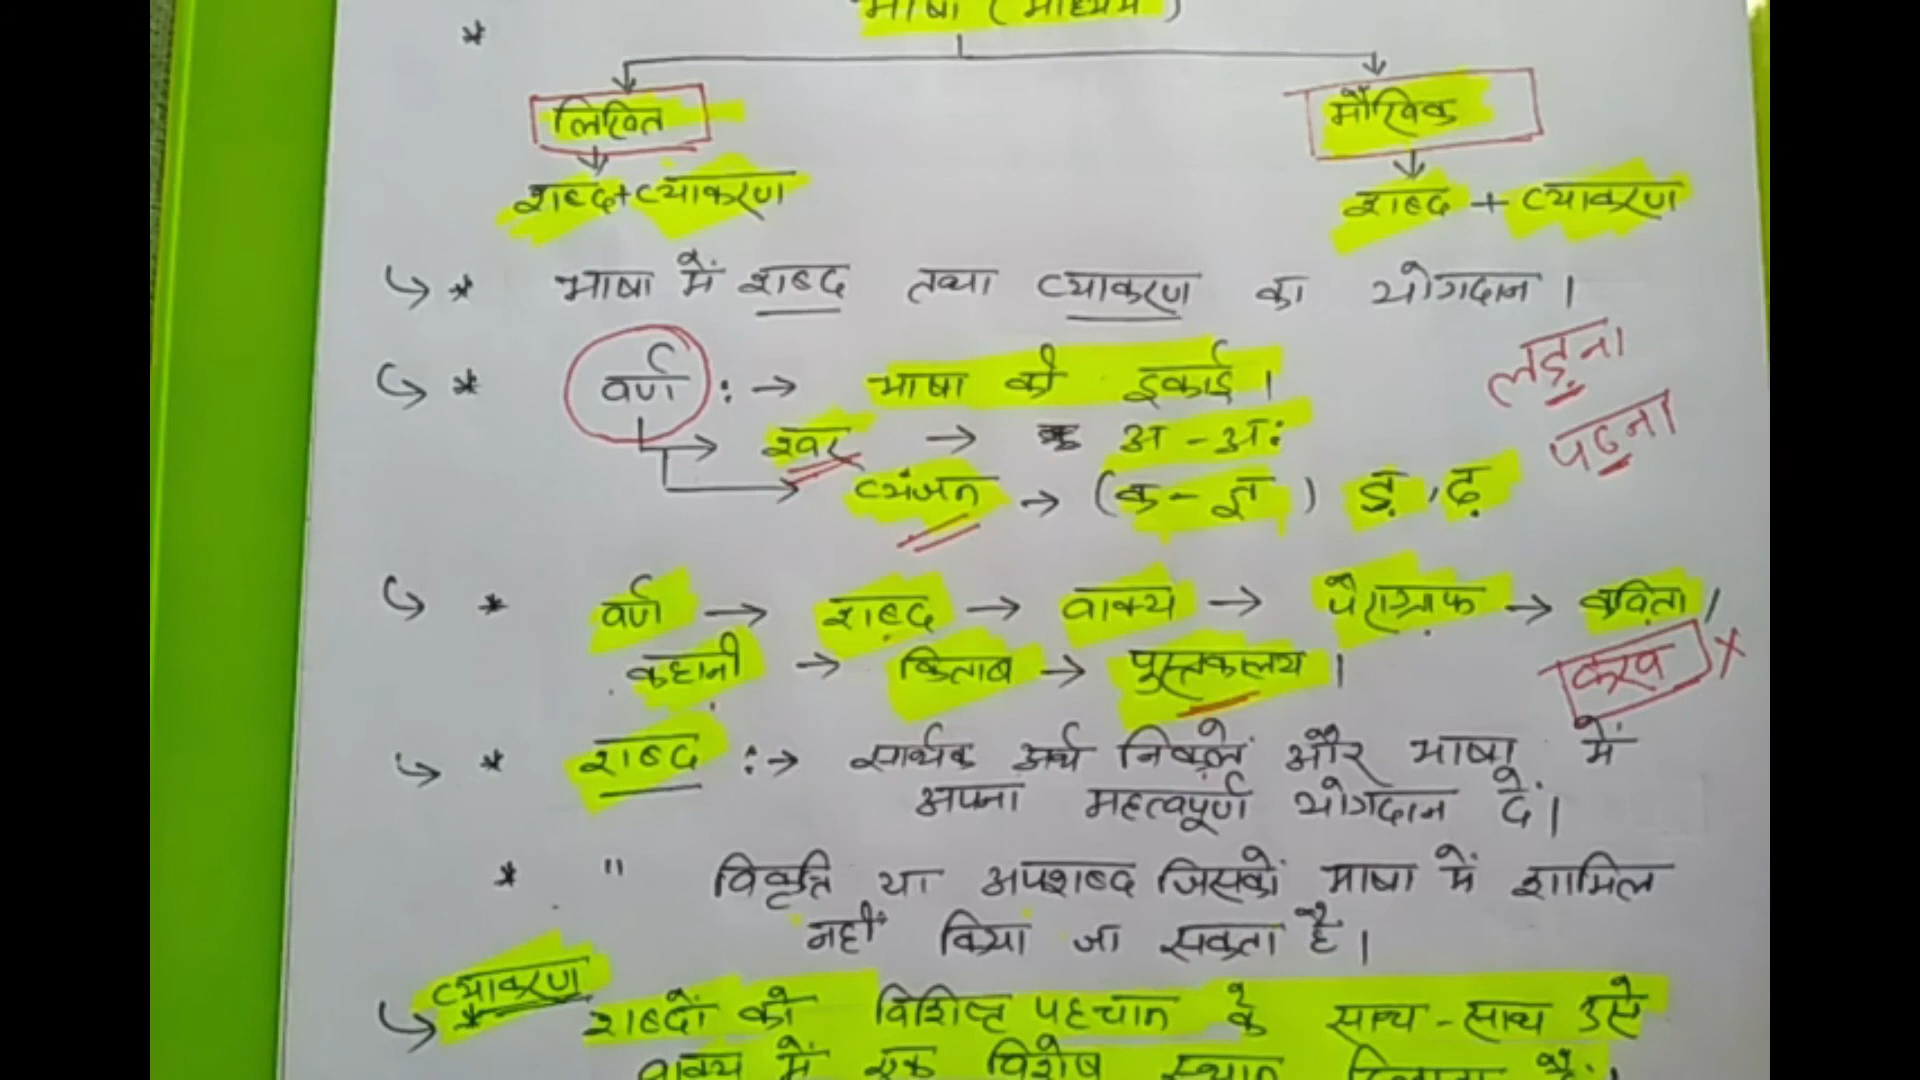 * भाषा (माध्यम)
लिखित मौखिक
शब्द+व्याकरण शब्द + व्याकरण
↳ * भाषा में शब्द तथा व्याकरण का योगदान ।
↳ * वर्ण :→ भाषा की इकाई ।
लड़ना
→ स्वर → अ - अः
पढ़ना
→ व्यंजन → (क - ज्ञ) ड़ , ढ़
↳ * वर्ण → शब्द → वाक्य → पैराग्राफ → कविता /
कहानी → किताब → पुस्तकालय ।
करव X
↳ * शब्द :→ सार्थक अर्थ निकले और भाषा में
अपना महत्वपूर्ण योगदान दें ।
* " विकृति या अपशब्द जिसको भाषा में शामिल
नहीं किया जा सकता है ।
व्याकरण
↳ * शब्दों को विशिष्ट पहचान के साथ - साथ उसे
वाक्य में एक विशेष स्थान दिलाता है ।